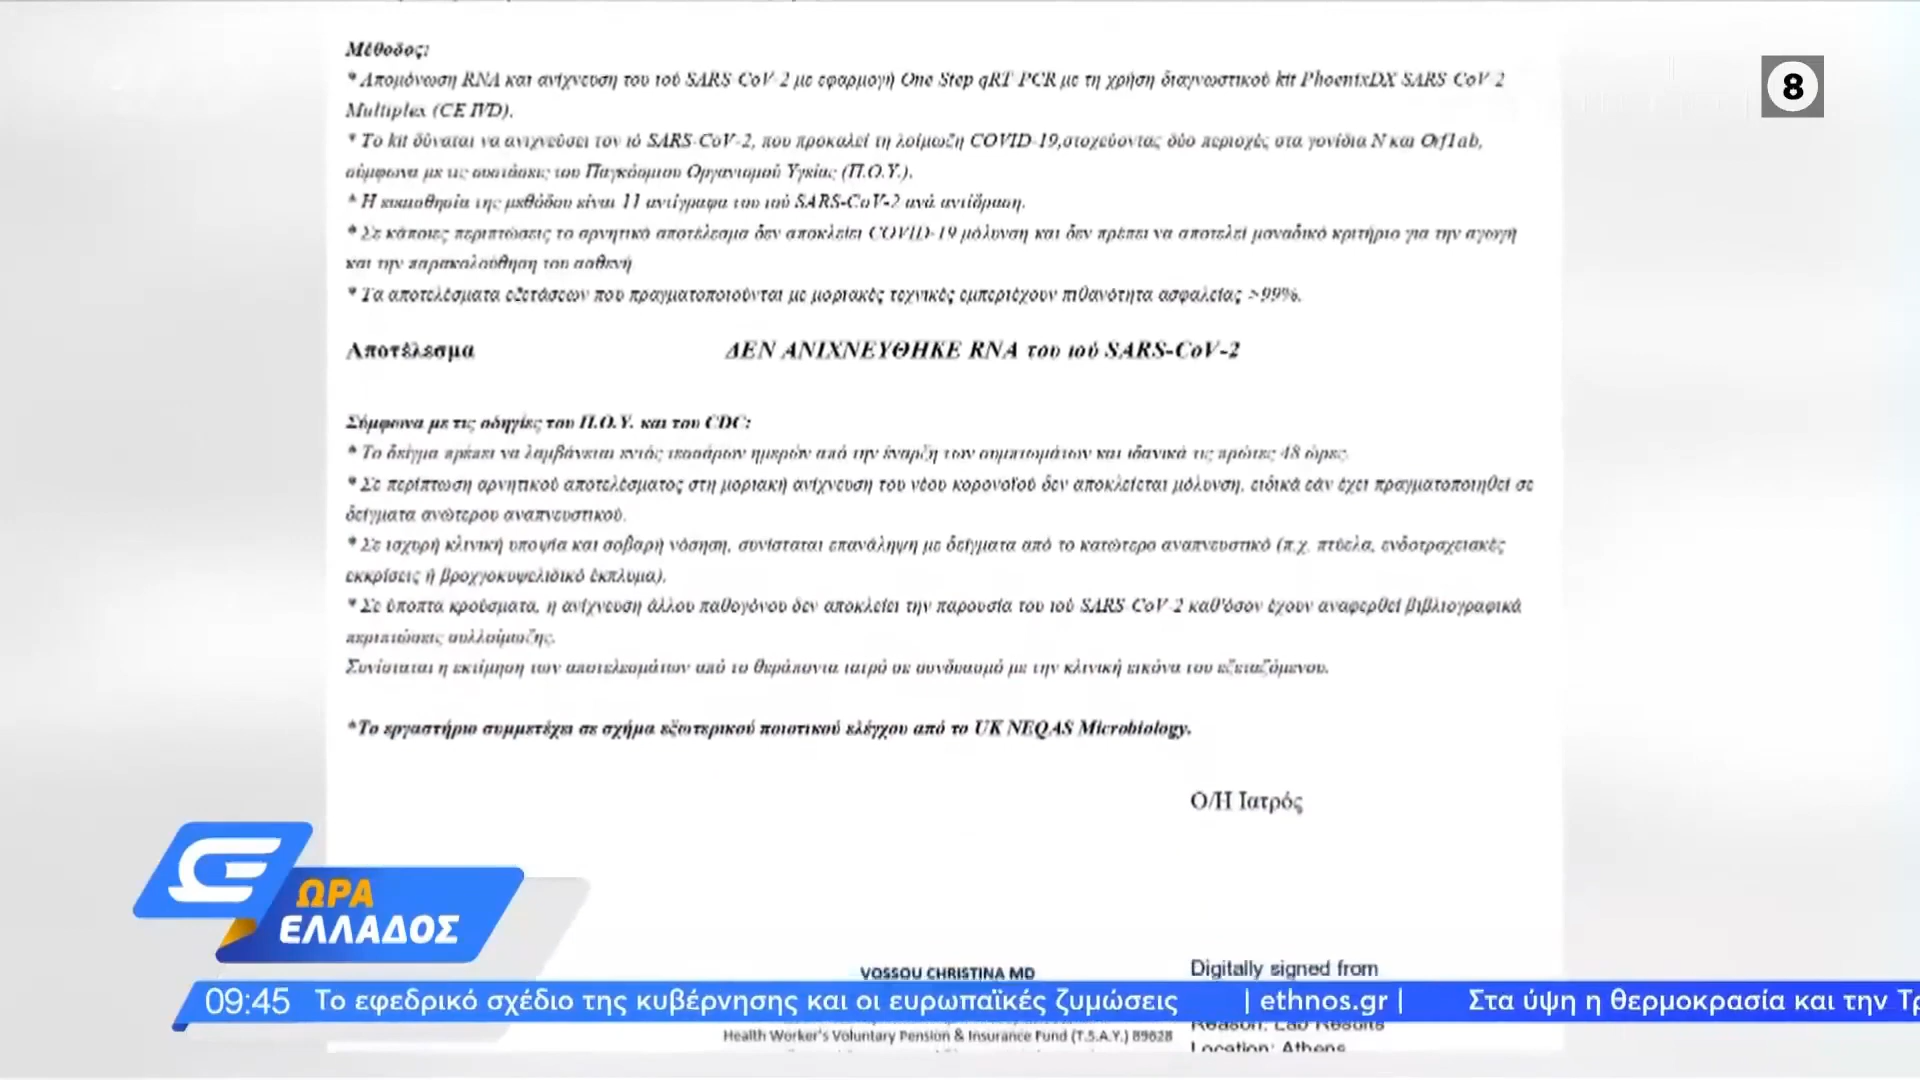 Μέθοδος:
* Απομόνωση RNA και ανίχνευση του ιού SARS CoV-2 με εφαρμογή One Step qRT PCR με τη χρήση διαγνωστικού kit PhoenixDX SARS CoV 2
Multiplex (CE IVD).
* Το kit δύναται να ανιχνεύσει τον ιό SARS-CoV-2, που προκαλεί τη λοίμωξη COVID-19,στοχεύοντας δύο περιοχές στα γονίδια N και Orf1ab,
σύμφωνα με τις συστάσεις του Παγκόσμιου Οργανισμού Υγείας (Π.Ο.Υ.).
* Η ευαισθησία της μεθόδου είναι 11 αντίγραφα του ιού SARS-CoV-2 ανά αντίδραση.
* Σε κάποιες περιπτώσεις το αρνητικό αποτέλεσμα δεν αποκλείει COVID-19 μόλυνση και δεν πρέπει να αποτελεί μοναδικό κριτήριο για την αγωγή
και την παρακολούθηση του ασθενή
* Τα αποτελέσματα εξετάσεων που πραγματοποιούνται με μοριακές τεχνικές εμπεριέχουν πιθανότητα ασφαλείας >99%.
Αποτέλεσμα ΔΕΝ ΑΝΙΧΝΕΥΘΗΚΕ RNA του ιού SARS-CoV-2
Σύμφωνα με τις οδηγίες του Π.Ο.Υ. και του CDC:
* Το δείγμα πρέπει να λαμβάνεται εντός τεσσάρων ημερών από την έναρξη των συμπτωμάτων και ιδανικά τις πρώτες 48 ώρες.
* Σε περίπτωση αρνητικού αποτελέσματος στη μοριακή ανίχνευση του νέου κορονοϊού δεν αποκλείεται μόλυνση, ειδικά εάν έχει πραγματοποιηθεί σε
δείγματα ανώτερου αναπνευστικού.
* Σε ισχυρή κλινική υποψία και σοβαρή νόσηση, συνίσταται επανάληψη με δείγματα από το κατώτερο αναπνευστικό (π.χ. πτύελα, ενδοτραχειακές
εκκρίσεις ή βρογχοκυψελιδικό έκπλυμα).
* Σε ύποπτα κρούσματα, η ανίχνευση άλλου παθογόνου δεν αποκλείει την παρουσία του ιού SARS CoV-2 καθ'όσον έχουν αναφερθεί βιβλιογραφικά
περιπτώσεις συλλοίμωξης.
Συνίσταται η εκτίμηση των αποτελεσμάτων από το θεράποντα ιατρό σε συνδυασμό με την κλινική εικόνα του εξεταζόμενου.
*Το εργαστήριο συμμετέχει σε σχήμα εξωτερικού ποιοτικού ελέγχου από το UK NEQAS Microbiology.
Ο/Η Ιατρός
8
ΩΡΑ
ΕΛΛΑΔΟΣ
VOSSOU CHRISTINA MD
Digitally signed from
09:45 Το εφεδρικό σχέδιο της κυβέρνησης και οι ευρωπαϊκές ζυμώσεις | ethnos.gr | Στα ύψη η θερμοκρασία και την Τρ
Reason: Lab Results
Health Worker's Voluntary Pension & Insurance Fund (T.S.A.Y.) 89628
Location: Athens